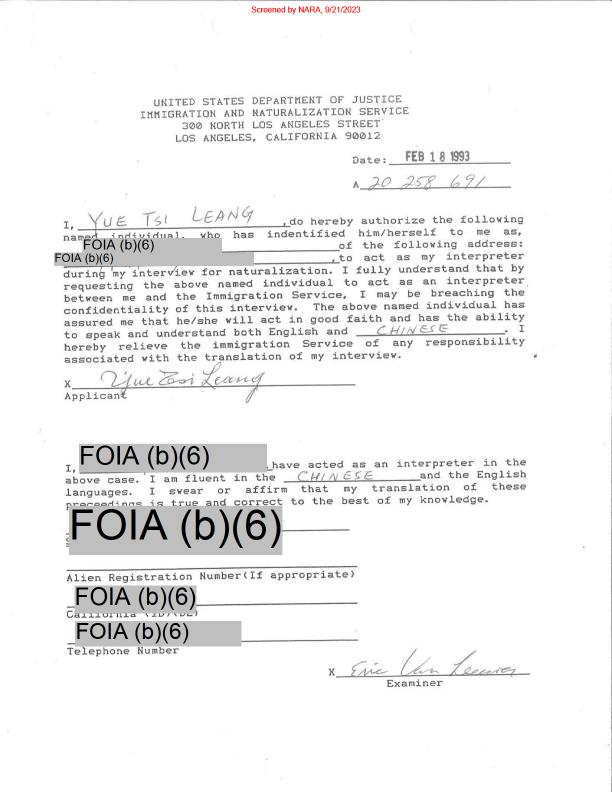 Screened by NARA, 9/21/2023
UNITED STATES DEPARTMENT OF JUSTICE
IMMIGRATION AND NATURALIZATION SERVICE
300 NORTH LOS ANGELES STREET
LOS ANGELES, CALIFORNIA 90012
Date: FEB 18 1993
A 20 258 691
I, YUE TSI LEANG ,do hereby authorize the following
named individual, who has indentified him/herself to me as,
FOIA (b)(6) of the following address:
FOIA (b)(6) ,to act as my interpreter
during my interview for naturalization. I fully understand that by
requesting the above named individual to act as an interpreter
between me and the Immigration Service, I may be breaching the
confidentiality of this interview. The above named individual has
assured me that he/she will act in good faith and has the ability
to speak and understand both English and CHINESE . I
hereby relieve the immigration Service of any responsibility
associated with the translation of my interview.
X Yue Tsi Leang
Applicant
I, FOIA (b)(6) have acted as an interpreter in the
above case. I am fluent in the CHINESE and the English
languages. I swear or affirm that my translation of these
preceedings is true and correct to the best of my knowledge.
FOIA (b)(6)
Alien Registration Number(If appropriate)
FOIA (b)(6)
California (ID)(DL)
FOIA (b)(6)
Telephone Number
X Eric Van Leeuven
Examiner